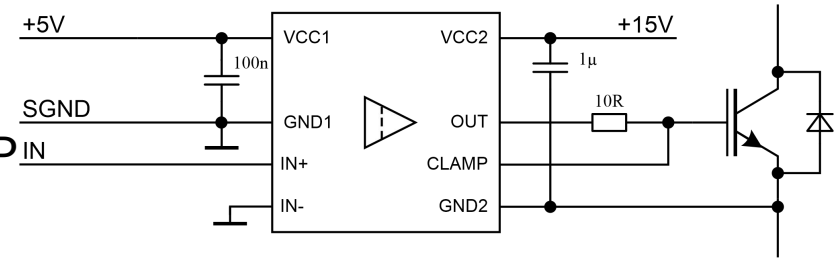 +5V
+15V
VCC1
VCC2
100n
1µ
SGND
10R
GND1
OUT
IN
IN+
CLAMP
IN-
GND2